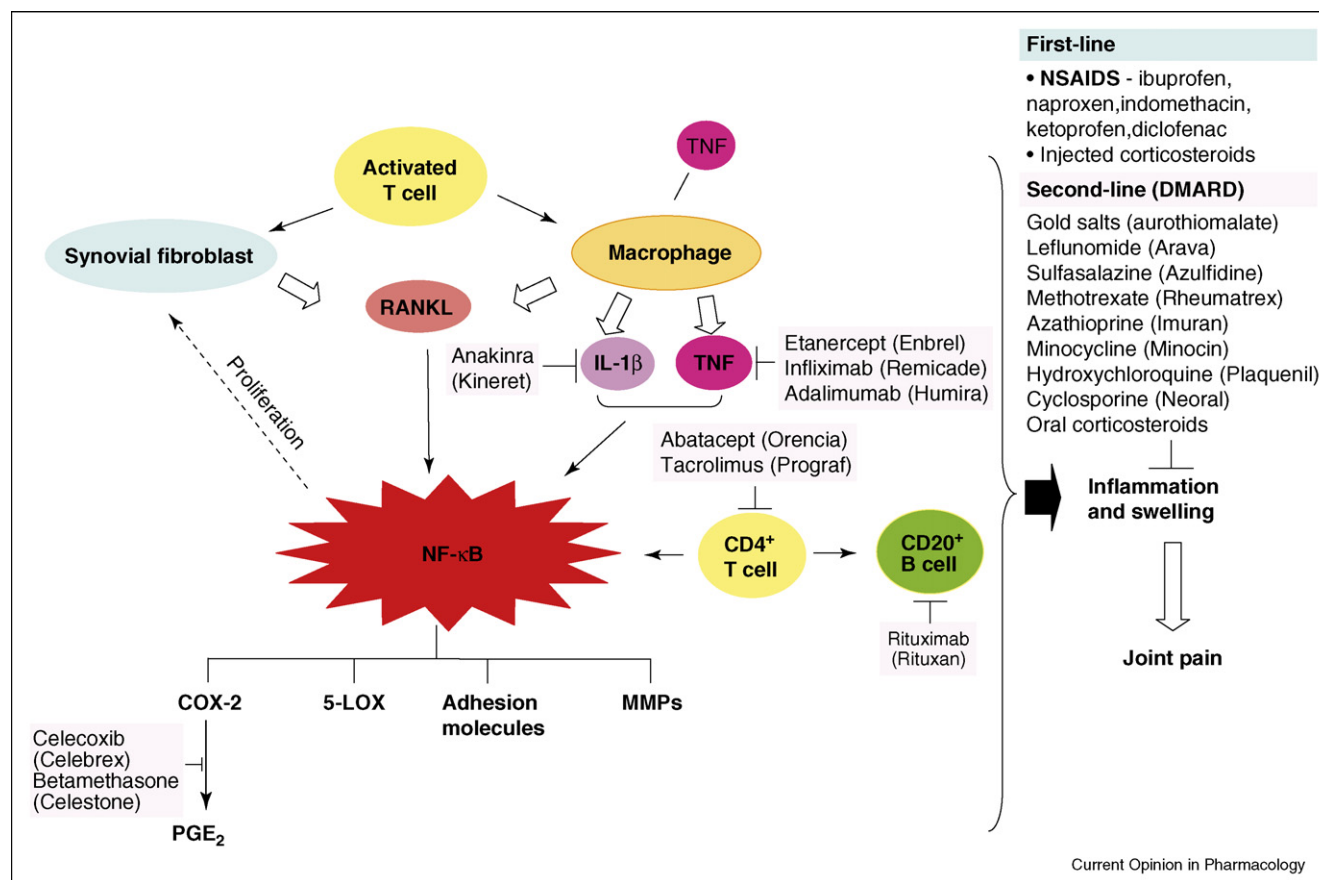 TNF
Activated
T cell
Synovial fibroblast
Macrophage
RANKL
Anakinra
(Kineret)
IL-1β
TNF
Etanercept (Enbrel)
Infliximab (Remicade)
Adalimumab (Humira)
Proliferation
Abatacept (Orencia)
Tacrolimus (Prograf)
NF-κB
CD4+
T cell
CD20+
B cell
Rituximab
(Rituxan)
COX-2
5-LOX
Adhesion
molecules
MMPs
Celecoxib
(Celebrex)
Betamethasone
(Celestone)
PGE2
First-line
• NSAIDS - ibuprofen,
naproxen,indomethacin,
ketoprofen,diclofenac
• Injected corticosteroids
Second-line (DMARD)
Gold salts (aurothiomalate)
Leflunomide (Arava)
Sulfasalazine (Azulfidine)
Methotrexate (Rheumatrex)
Azathioprine (Imuran)
Minocycline (Minocin)
Hydroxychloroquine (Plaquenil)
Cyclosporine (Neoral)
Oral corticosteroids
Inflammation
and swelling
Joint pain
Current Opinion in Pharmacology